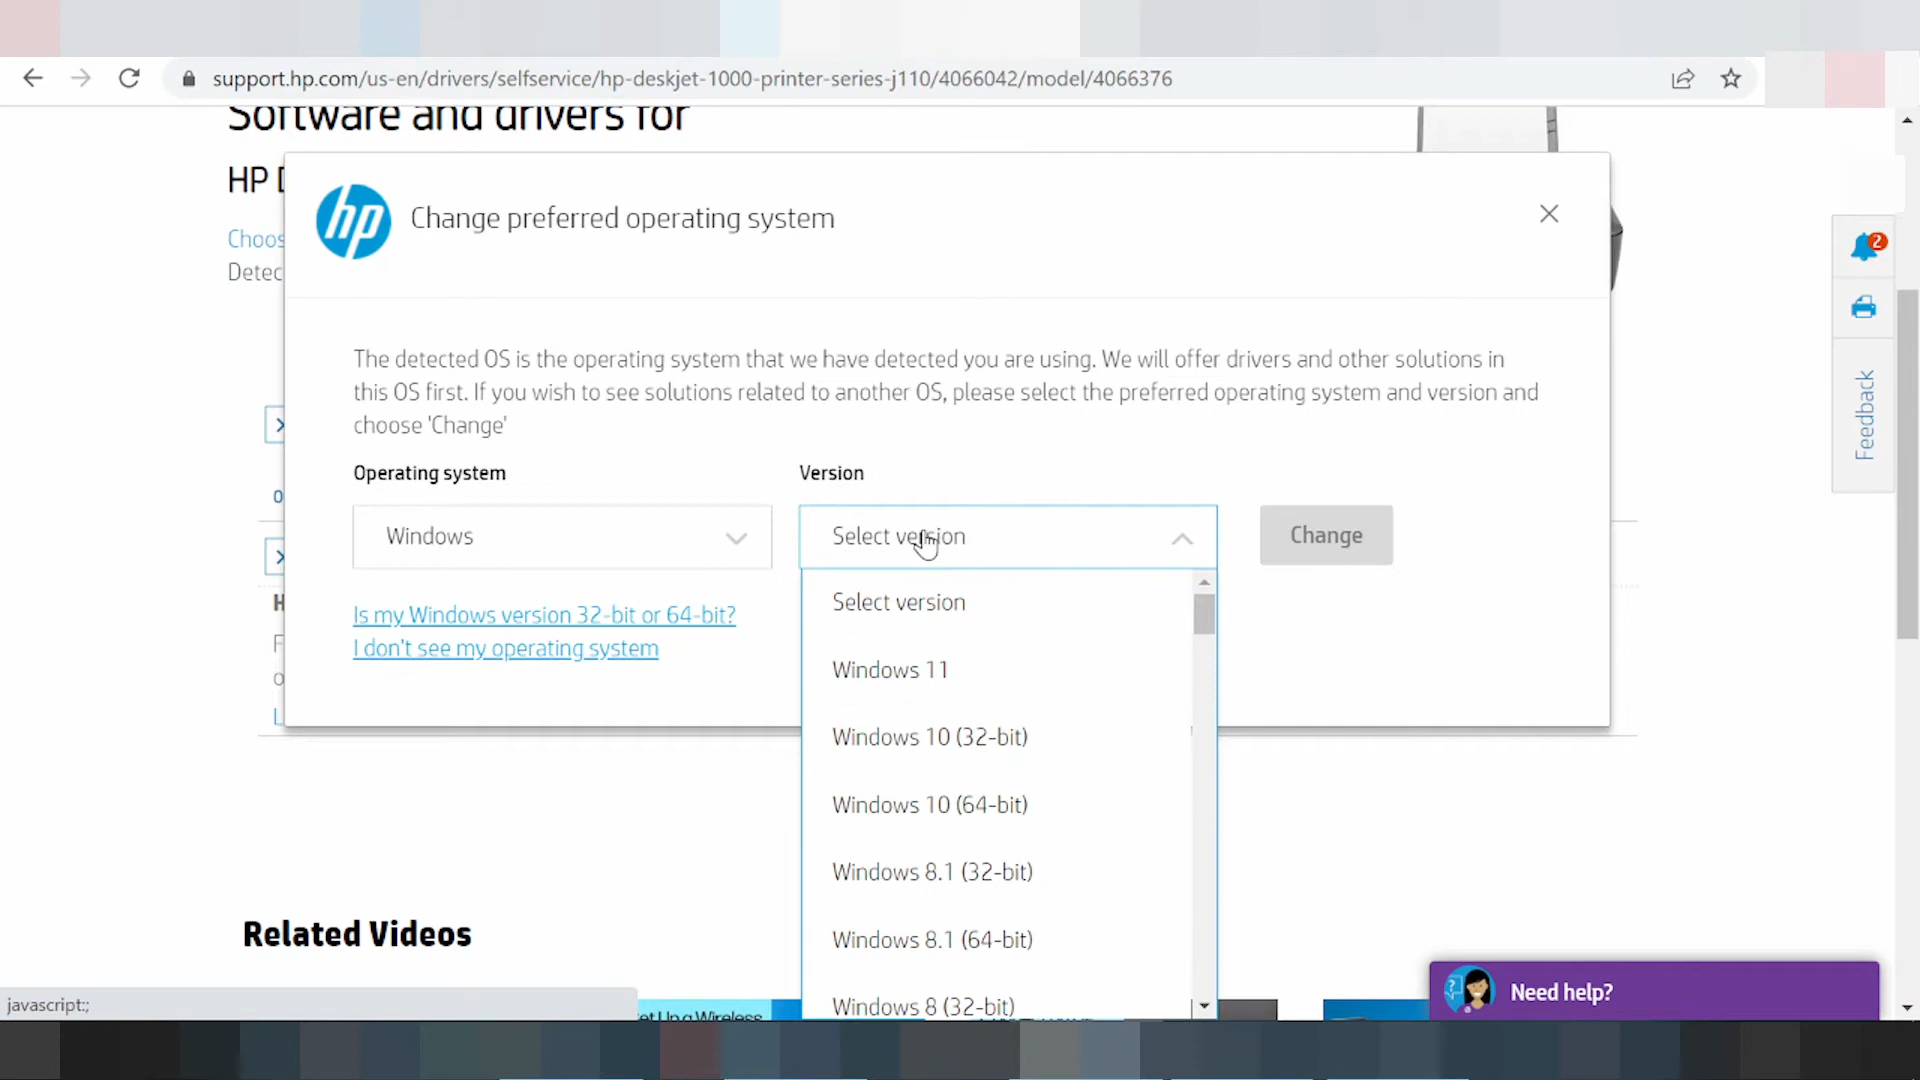 support.hp.com/us-en/drivers/selfservice/hp-deskjet-1000-printer-series-j110/4066042/model/4066376
Software and drivers for
HP
hp
Change preferred operating system
Choos
Detec
2
The detected OS is the operating system that we have detected you are using. We will offer drivers and other solutions in
this OS first. If you wish to see solutions related to another OS, please select the preferred operating system and version and
choose 'Change'
Feedback
Operating system
Version
Windows
Select version
Change
Is my Windows version 32-bit or 64-bit?
I don't see my operating system
Select version
Windows 11
Windows 10 (32-bit)
Windows 10 (64-bit)
Windows 8.1 (32-bit)
Windows 8.1 (64-bit)
Windows 8 (32-bit)
Related Videos
Need help?
javascript:;
et Up a Wireless